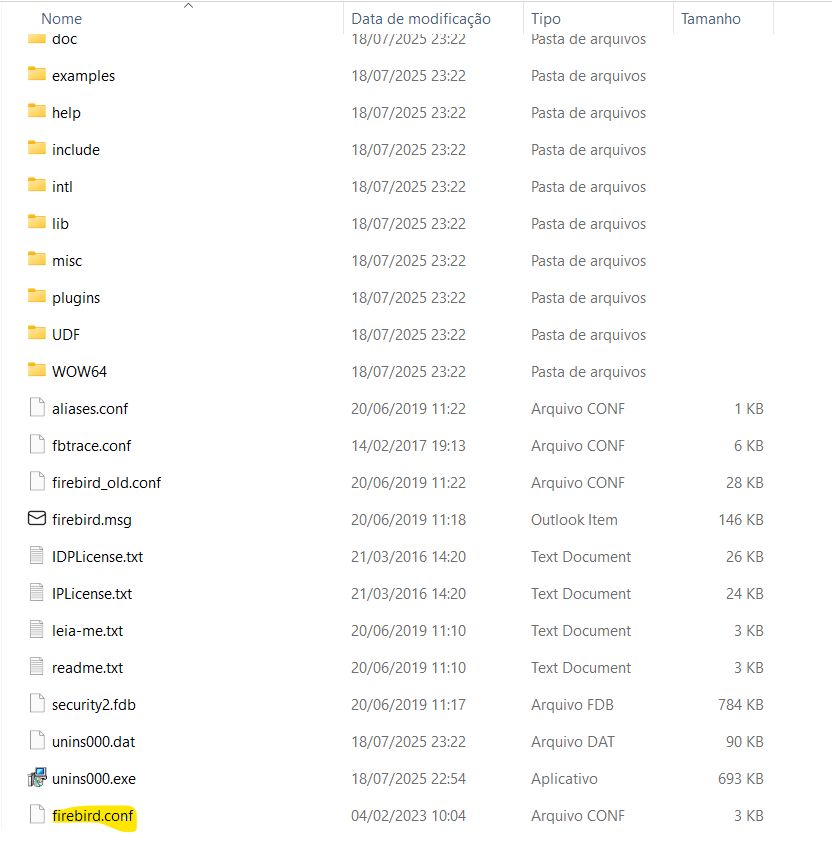 Nome Data de modificação Tipo Tamanho
doc 18/07/2025 23:22 Pasta de arquivos
examples 18/07/2025 23:22 Pasta de arquivos
help 18/07/2025 23:22 Pasta de arquivos
include 18/07/2025 23:22 Pasta de arquivos
intl 18/07/2025 23:22 Pasta de arquivos
lib 18/07/2025 23:22 Pasta de arquivos
misc 18/07/2025 23:22 Pasta de arquivos
plugins 18/07/2025 23:22 Pasta de arquivos
UDF 18/07/2025 23:22 Pasta de arquivos
WOW64 18/07/2025 23:22 Pasta de arquivos
aliases.conf 20/06/2019 11:22 Arquivo CONF 1 KB
fbtrace.conf 14/02/2017 19:13 Arquivo CONF 6 KB
firebird_old.conf 20/06/2019 11:22 Arquivo CONF 28 KB
firebird.msg 20/06/2019 11:18 Outlook Item 146 KB
IDPLicense.txt 21/03/2016 14:20 Text Document 26 KB
IPLicense.txt 21/03/2016 14:20 Text Document 24 KB
leia-me.txt 20/06/2019 11:10 Text Document 3 KB
readme.txt 20/06/2019 11:10 Text Document 3 KB
security2.fdb 20/06/2019 11:17 Arquivo FDB 784 KB
unins000.dat 18/07/2025 23:22 Arquivo DAT 90 KB
unins000.exe 18/07/2025 22:54 Aplicativo 693 KB
firebird.conf 04/02/2023 10:04 Arquivo CONF 3 KB